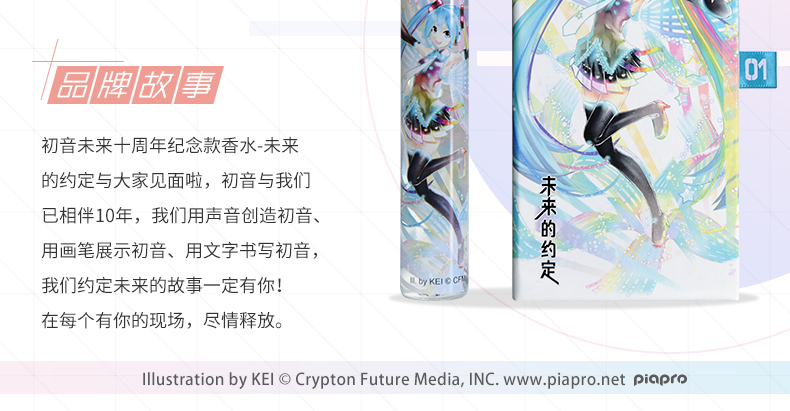 品牌故事
01
初音未来十周年纪念款香水-未来
的约定与大家见面啦，初音与我们
已相伴10年，我们用声音创造初音、
用画笔展示初音、用文字书写初音，
我们约定未来的故事一定有你！
在每个有你的现场，尽情释放。
未来的约定
Ill. by KEI © CFM
Illustration by KEI © Crypton Future Media, INC. www.piapro.net piapro